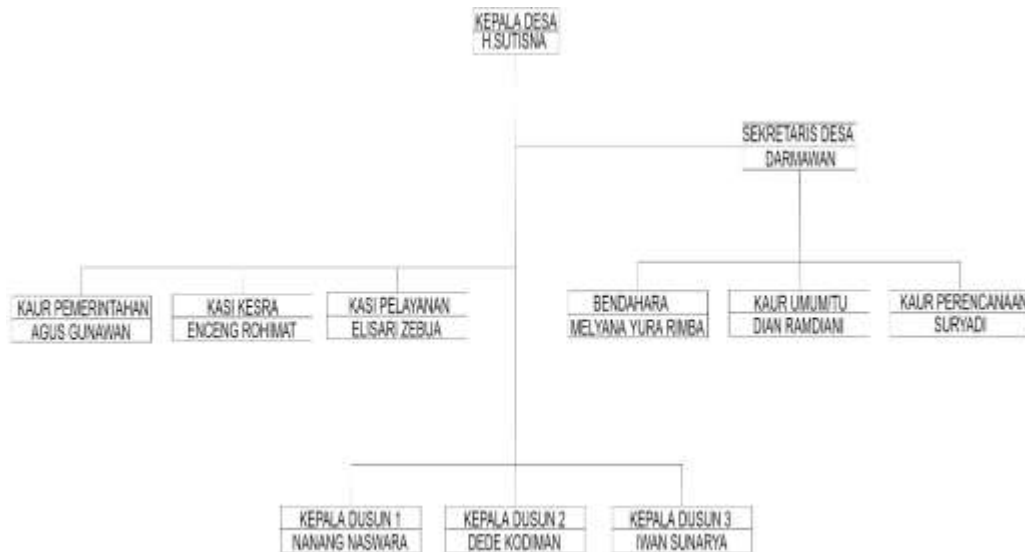 KEPALA DESA
H.SUTISNA
SEKRETARIS DESA
DARMAWAN
KAUR PEMERINTAHAN
AGUS GUNAWAN
KASI KESRA
ENCENG ROHIMAT
KASI PELAYANAN
ELISARI ZEBUA
BENDAHARA
MELYANA YURA RIMBA
KAUR UMUM/TU
DIAN RAMDIANI
KAUR PERENCANAAN
SURYADI
KEPALA DUSUN 1
NANANG NASWARA
KEPALA DUSUN 2
DEDE KODIMAN
KEPALA DUSUN 3
IWAN SUNARYA